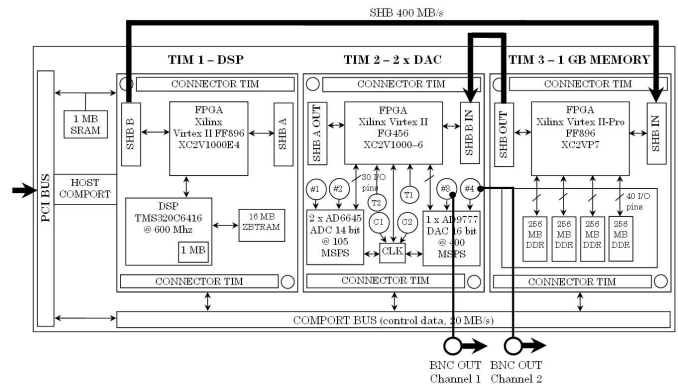 SHB 400 MB/s
TIM 1 – DSP
TIM 2 – 2 x DAC
TIM 3 – 1 GB MEMORY
CONNECTOR TIM
CONNECTOR TIM
CONNECTOR TIM
PCI BUS
1 MB
SRAM
HOST
COMPORT
SHB B
FPGA
Xilinx
Virtex II FF896
XC2V1000E4
SHB A
DSP
TMS320C6416
@ 600 Mhz
1 MB
16 MB
ZBTRAM
CONNECTOR TIM
SHB A OUT
FPGA
Xilinx
Virtex II
FG456
XC2V1000–6
SHB B IN
30 I/O
pins
#1
#2
T2
T1
#3
#4
C1
C2
2 x AD6645
ADC 14 bit
@ 105
MSPS
CLK
1 x AD9777
DAC 16 bit
@ 400
MSPS
CONNECTOR TIM
SHB OUT
FPGA
Xilinx
Virtex II-Pro
FF896
XC2VP7
SHB IN
40 I/O
pins
256
MB
DDR
256
MB
DDR
256
MB
DDR
256
MB
DDR
CONNECTOR TIM
COMPORT BUS (control data, 20 MB/s)
BNC OUT
Channel 1
BNC OUT
Channel 2